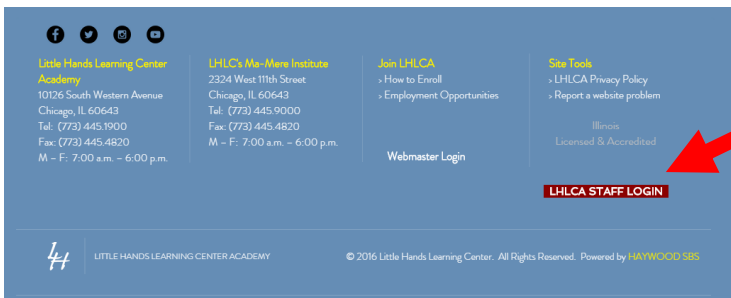 Little Hands Learning Center
Academy
10126 South Western Avenue
Chicago, IL 60643
Tel: (773) 445.1900
Fax: (773) 445.4820
M – F: 7:00 a.m. – 6:00 p.m.
LHLC's Ma-Mere Institute
2324 West 111th Street
Chicago, IL 60643
Tel: (773) 445.9000
Fax: (773) 445.4820
M – F: 7:00 a.m. – 6:00 p.m.
Join LHLCA
> How to Enroll
> Employment Opportunities
Webmaster Login
Site Tools
> LHLCA Privacy Policy
> Report a website problem
Illinois
Licensed & Accredited
LHLCA STAFF LOGIN
LH
LITTLE HANDS LEARNING CENTER ACADEMY
© 2016 Little Hands Learning Center. All Rights Reserved. Powered by HAYWOOD SBS